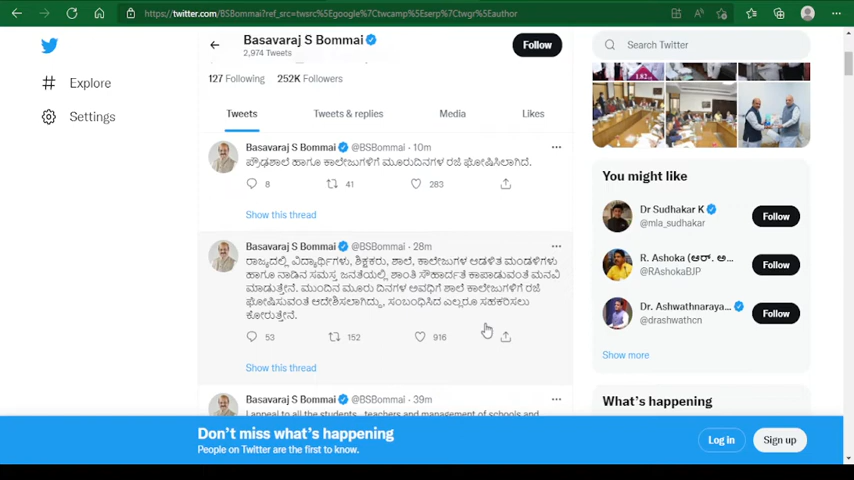 https://twitter.com/BSBommai?ref_src=twsrc%5Egoogle%7Ctwcamp%5Eserp%7Ctwgr%5Eauthor
Basavaraj S Bommai
2,974 Tweets
Follow
Search Twitter
Explore
Settings
127 Following 252K Followers
Tweets
Tweets & replies
Media
Likes
Basavaraj S Bommai @BSBommai · 10m
ಪ್ರೌಢಶಾಲೆ ಹಾಗೂ ಕಾಲೇಜುಗಳಿಗೆ ಮೂರುದಿನಗಳ ರಜೆ ಘೋಷಿಸಿಲಾಗಿದೆ.
8 41 283
Show this thread
Basavaraj S Bommai @BSBommai · 28m
ರಾಜ್ಯದಲ್ಲಿ ವಿದ್ಯಾರ್ಥಿಗಳು, ಶಿಕ್ಷಕರು, ಶಾಲೆ, ಕಾಲೇಜುಗಳ ಆಡಳಿತ ಮಂಡಳಿಗಳು
ಹಾಗೂ ನಾಡಿನ ಸಮಸ್ತ ಜನತೆಯಲ್ಲಿ ಶಾಂತಿ ಸೌಹಾರ್ದತೆ ಕಾಪಾಡುವಂತೆ ಮನವಿ
ಮಾಡುತ್ತೇನೆ. ಮುಂದಿನ ಮೂರು ದಿನಗಳ ಅವಧಿಗೆ ಶಾಲೆ ಕಾಲೇಜುಗಳಿಗೆ ರಜೆ
ಘೋಷಿಸುವಂತೆ ಆದೇಶಿಸಲಾಗಿದ್ದು, ಸಂಬಂಧಿಸಿದ ಎಲ್ಲರೂ ಸಹಕರಿಸಲು
ಕೋರುತ್ತೇನೆ.
53 152 916
Show this thread
Basavaraj S Bommai @BSBommai · 39m
I appeal to all the students, teachers and management of schools and
1.82
You might like
Dr Sudhakar K
@mla_sudhakar
Follow
R. Ashoka (ಆರ್. ಅ...
@RAshokaBJP
Follow
Dr. Ashwathnaraya...
@drashwathcn
Follow
Show more
What's happening
Don't miss what's happening
People on Twitter are the first to know.
Log in
Sign up